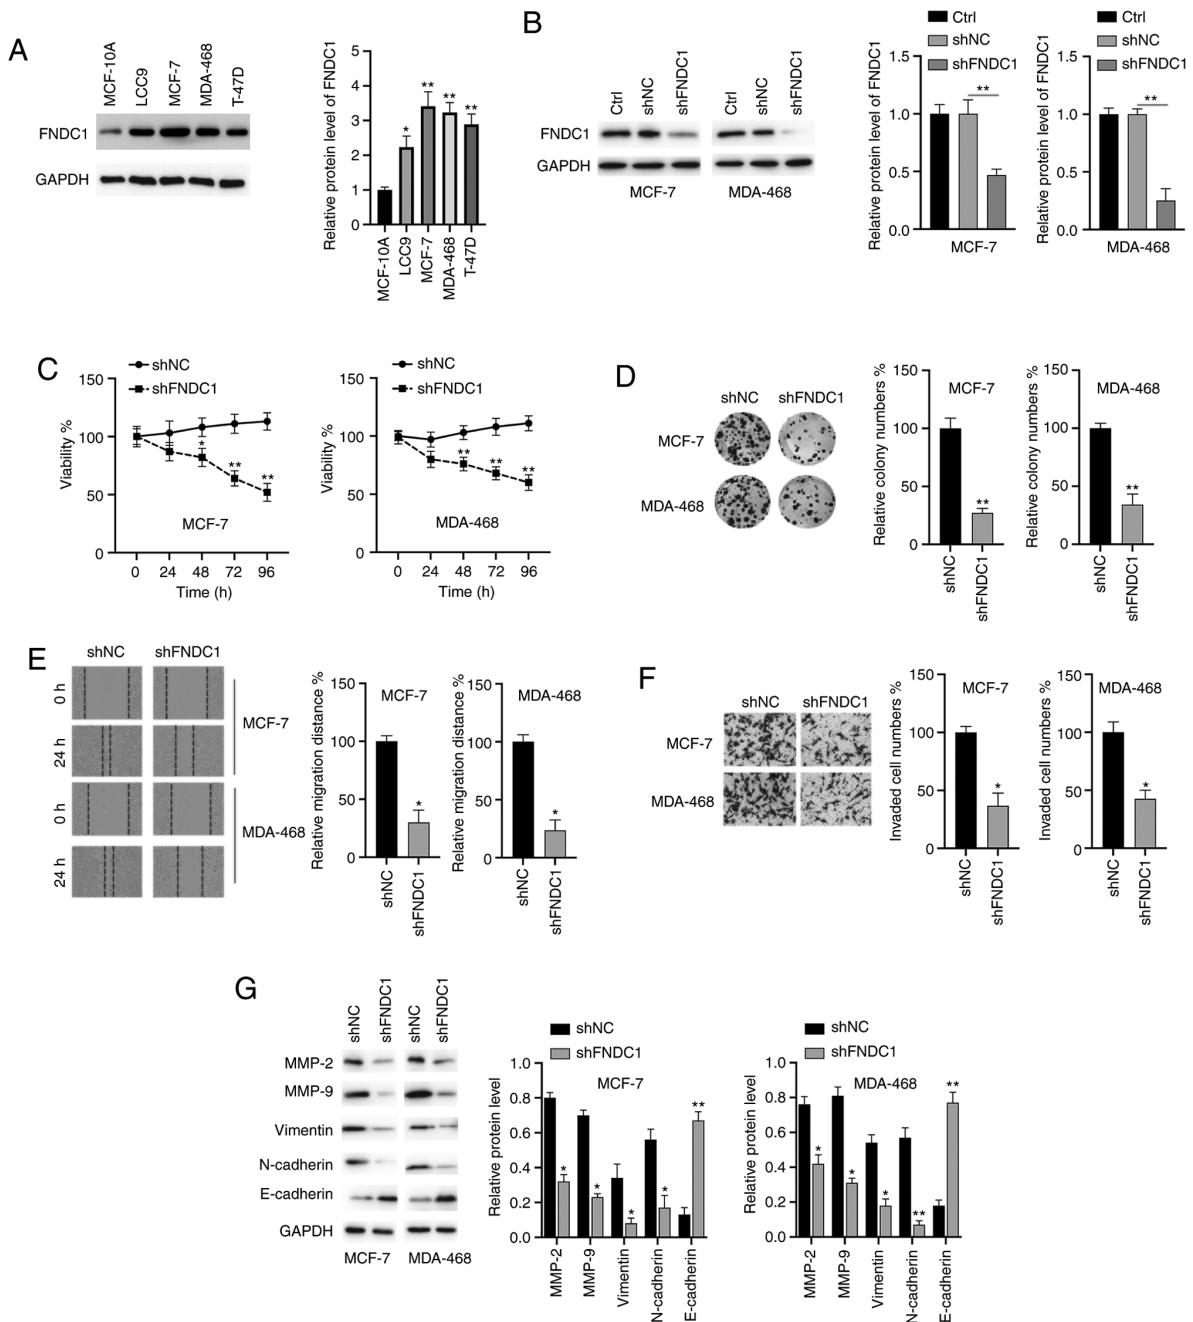 A
MCF-10A
LCC9
MCF-7
MDA-468
T-47D
FNDC1
GAPDH
Relative protein level of FNDC1
5
4
3
2
1
0
*
**
**
**
MCF-10A
LCC9
MCF-7
MDA-468
T-47D
B
Ctrl
shNC
shFNDC1
Ctrl
shNC
shFNDC1
FNDC1
GAPDH
MCF-7
MDA-468
Ctrl
shNC
shFNDC1
Relative protein level of FNDC1
1.5
1.0
0.5
0.0
**
MCF-7
Ctrl
shNC
shFNDC1
Relative protein level of FNDC1
1.5
1.0
0.5
0.0
**
MDA-468
C
shNC
shFNDC1
Viability %
150
100
50
0
*
**
**
MCF-7
0 24 48 72 96
Time (h)
shNC
shFNDC1
Viability %
150
100
50
0
**
**
**
MDA-468
0 24 48 72 96
Time (h)
D
shNC shFNDC1
MCF-7
MDA-468
Relative colony numbers %
150
100
50
0
MCF-7
**
shNC
shFNDC1
Relative colony numbers %
150
100
50
0
MDA-468
**
shNC
shFNDC1
E
shNC shFNDC1
0 h
24 h
MCF-7
0 h
24 h
MDA-468
Relative migration distance %
150
100
50
0
MCF-7
*
shNC
shFNDC1
Relative migration distance %
150
100
50
0
MDA-468
*
shNC
shFNDC1
F
shNC shFNDC1
MCF-7
MDA-468
Invaded cell numbers %
150
100
50
0
MCF-7
*
shNC
shFNDC1
Invaded cell numbers %
150
100
50
0
MDA-468
*
shNC
shFNDC1
G
shNC
shFNDC1
shNC
shFNDC1
MMP-2
MMP-9
Vimentin
N-cadherin
E-cadherin
GAPDH
MCF-7 MDA-468
shNC
shFNDC1
Relative protein level
1.0
0.8
0.6
0.4
0.2
0.0
MCF-7
*
*
*
*
**
MMP-2
MMP-9
Vimentin
N-cadherin
E-cadherin
shNC
shFNDC1
Relative protein level
1.0
0.8
0.6
0.4
0.2
0.0
MDA-468
*
*
*
**
**
MMP-2
MMP-9
Vimentin
N-cadherin
E-cadherin